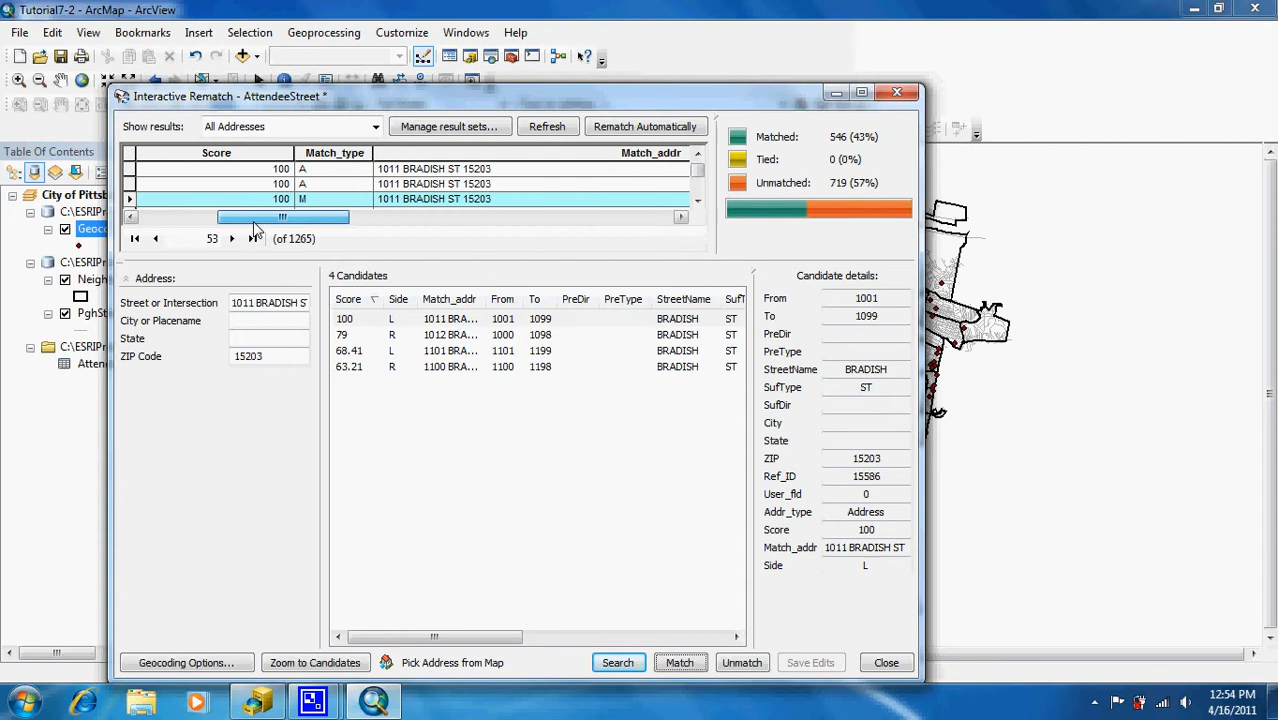 Tutorial7-2 - ArcMap - ArcView
File Edit View Bookmarks Insert Selection Geoprocessing Customize Windows Help
Interactive Rematch - AttendeeStreet *
Show results: All Addresses Manage result sets... Refresh Rematch Automatically
Matched: 546 (43%)
Tied: 0 (0%)
Unmatched: 719 (57%)
Score Match_type Match_addr
100 A 1011 BRADISH ST 15203
100 A 1011 BRADISH ST 15203
100 M 1011 BRADISH ST 15203
53 (of 1265)
Table Of Contents
City of Pittsb
C:\ESRIPr
Geoco
C:\ESRIPr
Neigh
PghStr
C:\ESRIPr
Atten
Address:
Street or Intersection 1011 BRADISH S
City or Placename
State
ZIP Code 15203
4 Candidates
Score Side Match_addr From To PreDir PreType StreetName SufT
100 L 1011 BRA... 1001 1099 BRADISH ST
79 R 1012 BRA... 1000 1098 BRADISH ST
68.41 L 1101 BRA... 1101 1199 BRADISH ST
63.21 R 1100 BRA... 1100 1198 BRADISH ST
Candidate details:
From 1001
To 1099
PreDir
PreType
StreetName BRADISH
SufType ST
SufDir
City
State
ZIP 15203
Ref_ID 15586
User_fld 0
Addr_type Address
Score 100
Match_addr 1011 BRADISH ST
Side L
Geocoding Options... Zoom to Candidates Pick Address from Map Search Match Unmatch Save Edits Close
12:54 PM
4/16/2011